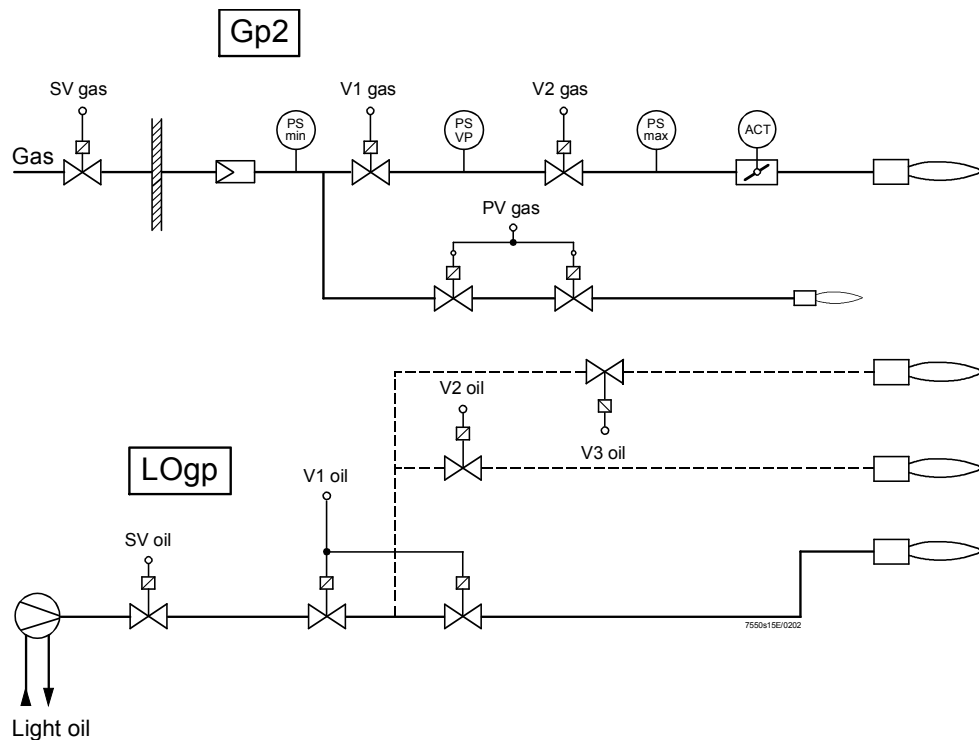 Gp2
SV gas
V1 gas
V2 gas
PS
min
PS
VP
PS
max
ACT
Gas
PV gas
V2 oil
V3 oil
LOgp
V1 oil
SV oil
7550s15E/0202
Light oil